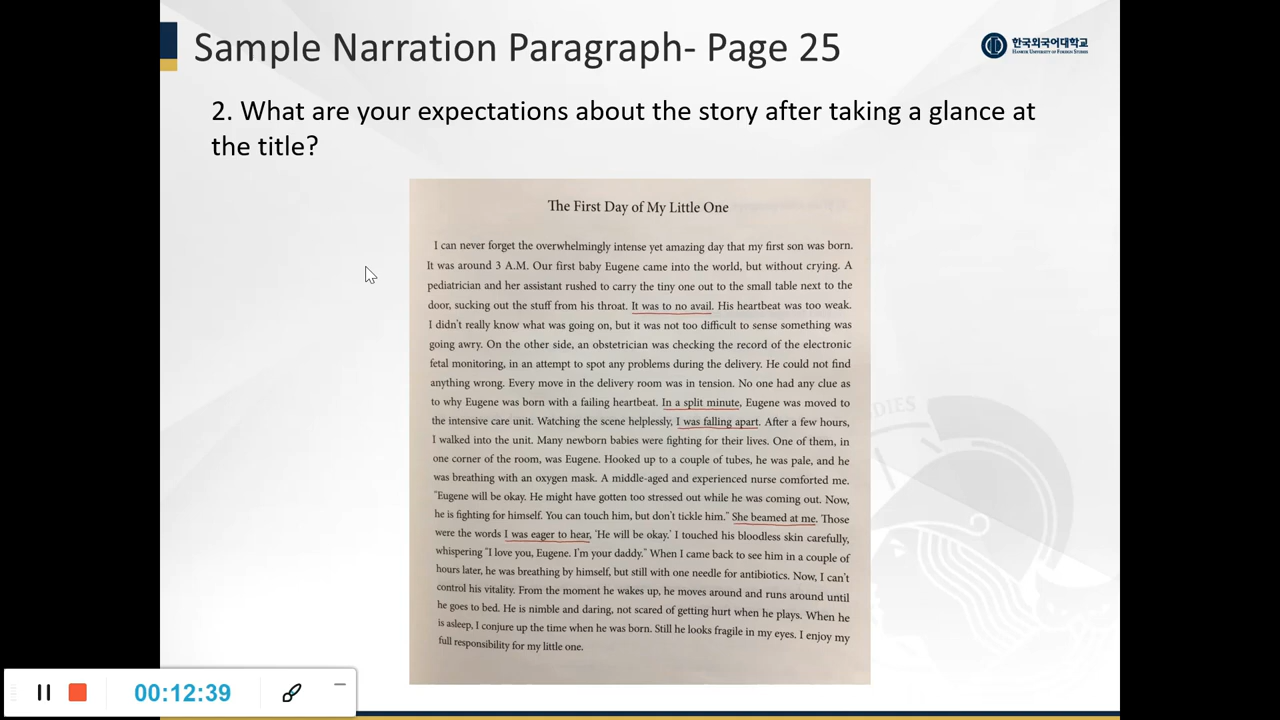 Sample Narration Paragraph- Page 25
한국외국어대학교
HANKUK UNIVERSITY OF FOREIGN STUDIES
2. What are your expectations about the story after taking a glance at
the title?
The First Day of My Little One
I can never forget the overwhelmingly intense yet amazing day that my first son was born.
It was around 3 A.M. Our first baby Eugene came into the world, but without crying. A
pediatrician and her assistant rushed to carry the tiny one out to the small table next to the
door, sucking out the stuff from his throat. It was to no avail. His heartbeat was too weak.
I didn't really know what was going on, but it was not too difficult to sense something was
going awry. On the other side, an obstetrician was checking the record of the electronic
fetal monitoring, in an attempt to spot any problems during the delivery. He could not find
anything wrong. Every move in the delivery room was in tension. No one had any clue as
to why Eugene was born with a failing heartbeat. In a split minute, Eugene was moved to
the intensive care unit. Watching the scene helplessly, I was falling apart. After a few hours,
I walked into the unit. Many newborn babies were fighting for their lives. One of them, in
one corner of the room, was Eugene. Hooked up to a couple of tubes, he was pale, and he
was breathing with an oxygen mask. A middle-aged and experienced nurse comforted me.
"Eugene will be okay. He might have gotten too stressed out while he was coming out. Now,
he is fighting for himself. You can touch him, but don't tickle him." She beamed at me. Those
were the words I was eager to hear, 'He will be okay.' I touched his bloodless skin carefully,
whispering "I love you, Eugene. I'm your daddy." When I came back to see him in a couple of
hours later, he was breathing by himself, but still with one needle for antibiotics. Now, I can't
control his vitality. From the moment he wakes up, he moves around and runs around until
he goes to bed. He is nimble and daring, not scared of getting hurt when he plays. When he
is asleep, I conjure up the time when he was born. Still he looks fragile in my eyes. I enjoy my
full responsibility for my little one.
DIES
00:12:39